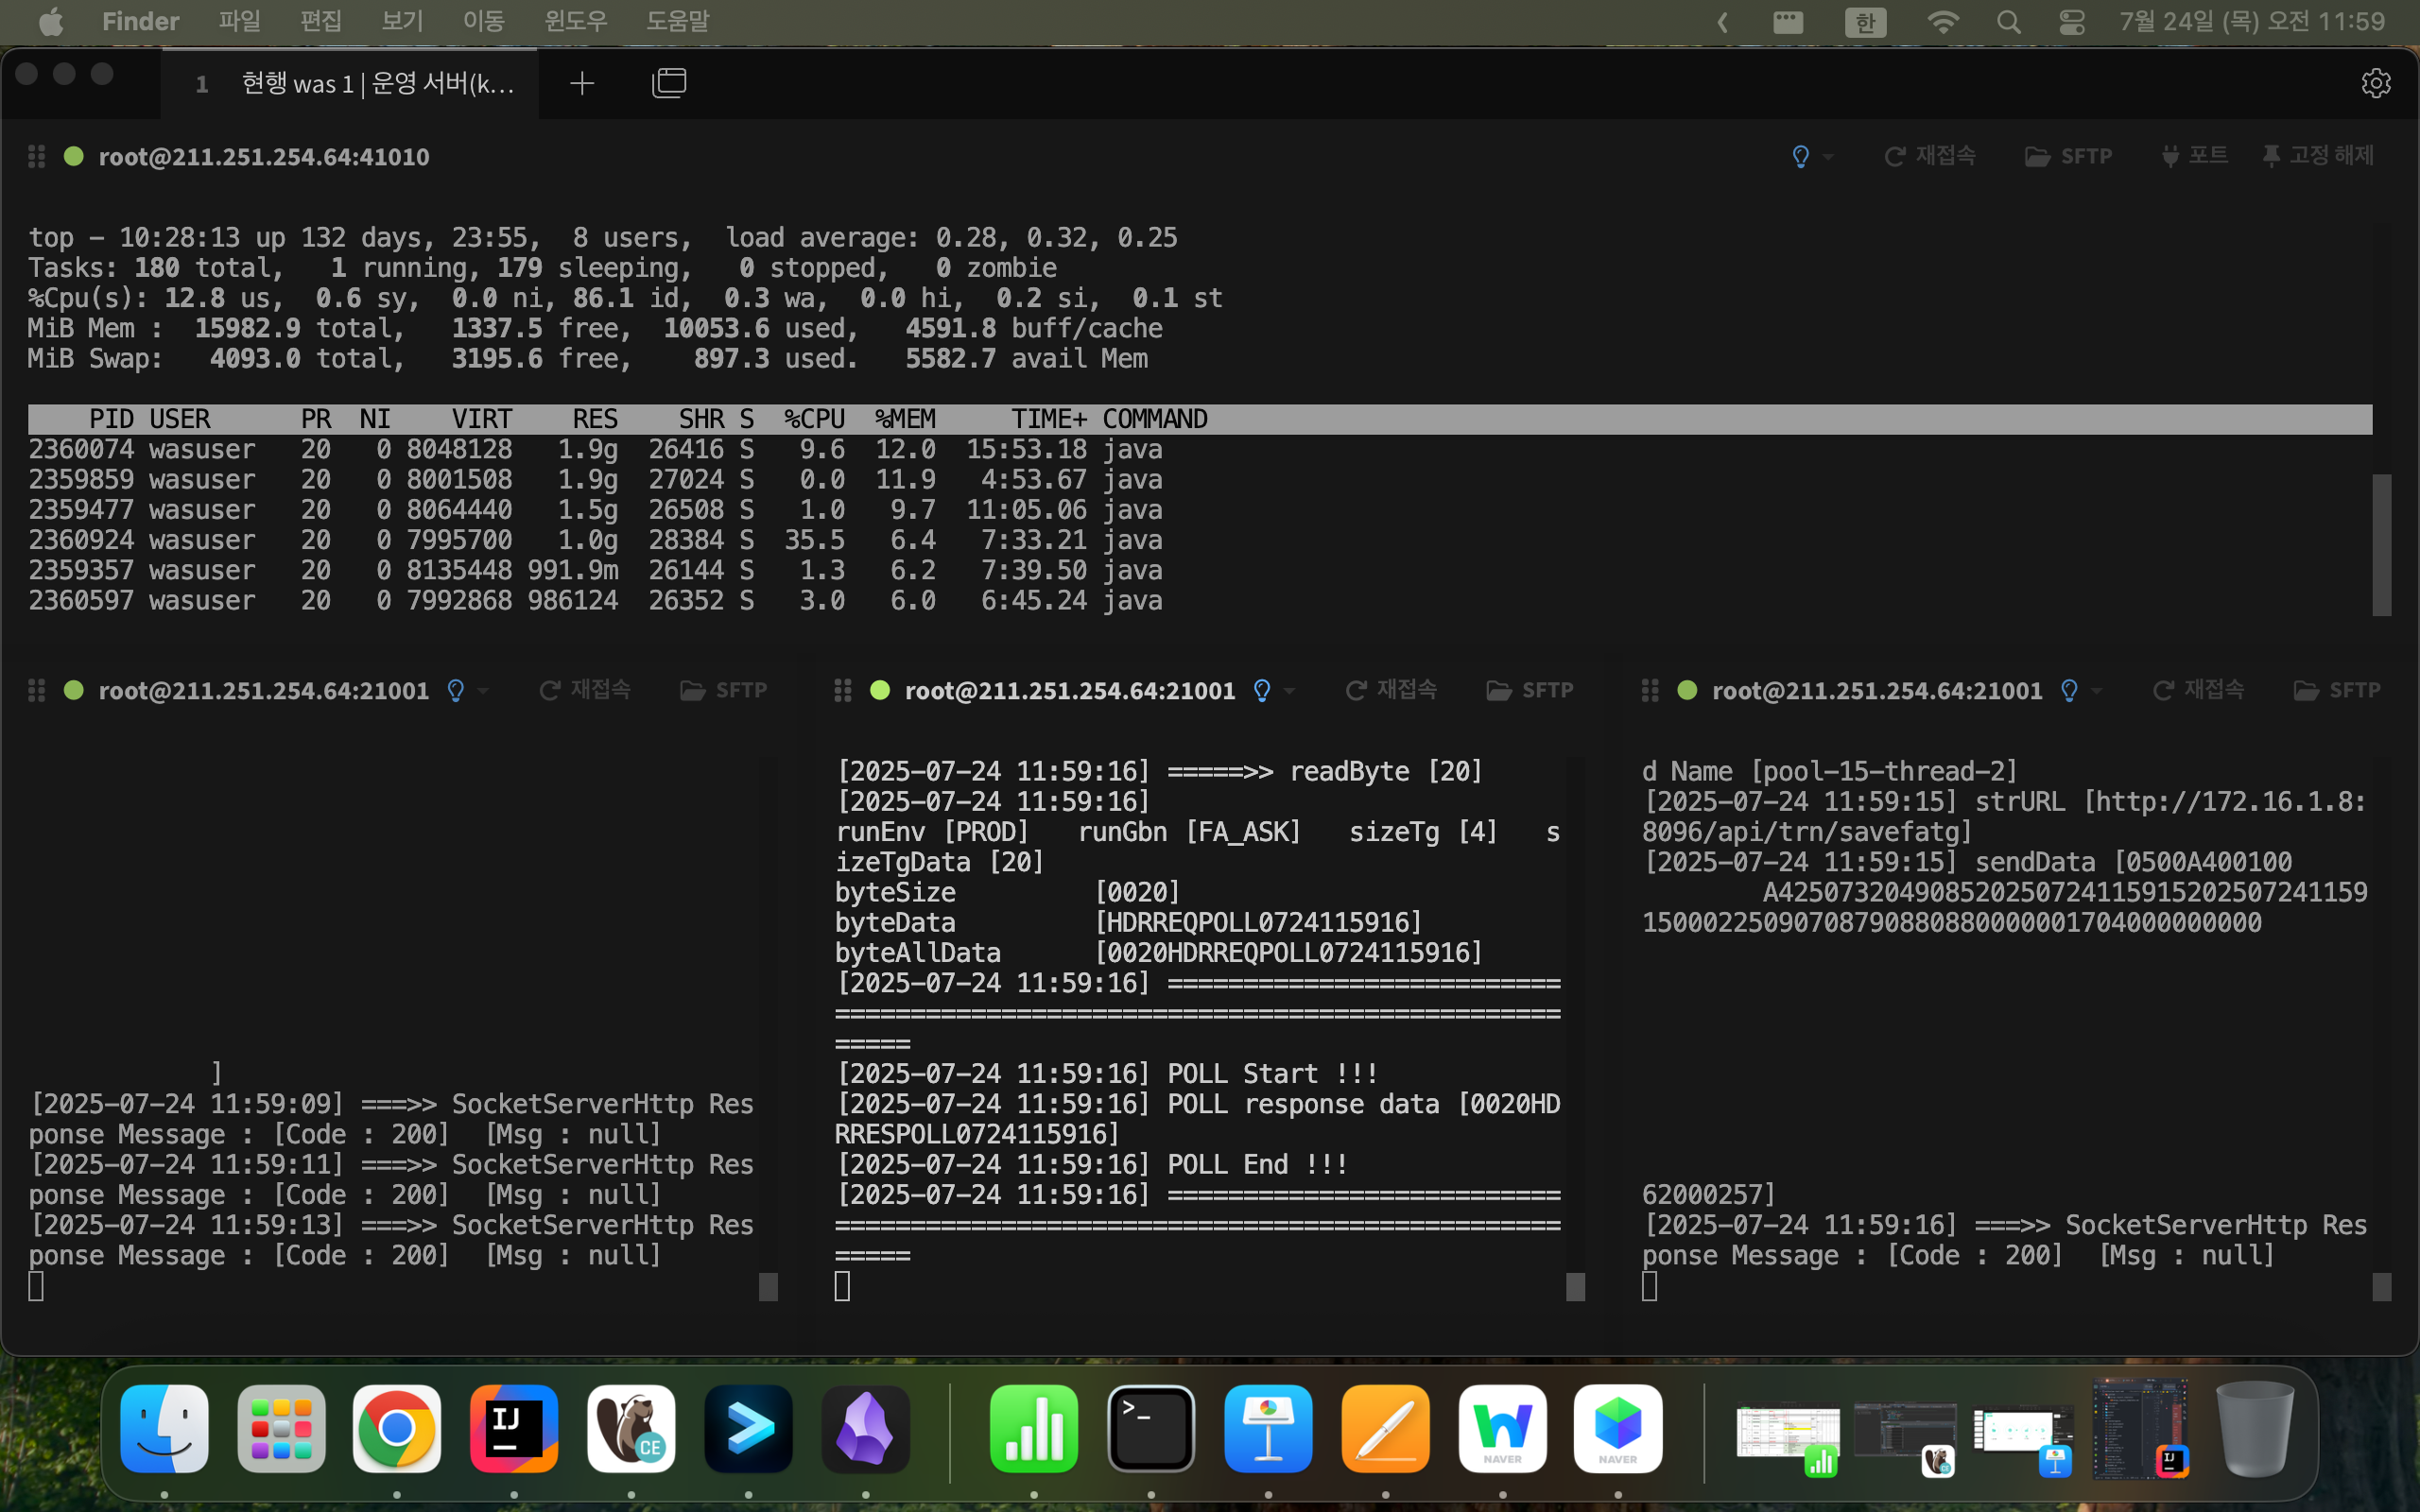 Finder 파일 편집 보기 이동 윈도우 도움말 한 7월 24일 (목) 오전 11:59
1 현행 was 1 | 운영 서버(k...
root@211.251.254.64:41010 재접속 SFTP 포트 고정 해제
top - 10:28:13 up 132 days, 23:55, 8 users, load average: 0.28, 0.32, 0.25
Tasks: 180 total, 1 running, 179 sleeping, 0 stopped, 0 zombie
%Cpu(s): 12.8 us, 0.6 sy, 0.0 ni, 86.1 id, 0.3 wa, 0.0 hi, 0.2 si, 0.1 st
MiB Mem : 15982.9 total, 1337.5 free, 10053.6 used, 4591.8 buff/cache
MiB Swap: 4093.0 total, 3195.6 free, 897.3 used. 5582.7 avail Mem
PID USER PR NI VIRT RES SHR S %CPU %MEM TIME+ COMMAND
2360074 wasuser 20 0 8048128 1.9g 26416 S 9.6 12.0 15:53.18 java
2359859 wasuser 20 0 8001508 1.9g 27024 S 0.0 11.9 4:53.67 java
2359477 wasuser 20 0 8064440 1.5g 26508 S 1.0 9.7 11:05.06 java
2360924 wasuser 20 0 7995700 1.0g 28384 S 35.5 6.4 7:33.21 java
2359357 wasuser 20 0 8135448 991.9m 26144 S 1.3 6.2 7:39.50 java
2360597 wasuser 20 0 7992868 986124 26352 S 3.0 6.0 6:45.24 java
root@211.251.254.64:21001 재접속 SFTP
]
[2025-07-24 11:59:09] ===>> SocketServerHttp Res
ponse Message : [Code : 200] [Msg : null]
[2025-07-24 11:59:11] ===>> SocketServerHttp Res
ponse Message : [Code : 200] [Msg : null]
[2025-07-24 11:59:13] ===>> SocketServerHttp Res
ponse Message : [Code : 200] [Msg : null]
root@211.251.254.64:21001 재접속 SFTP
[2025-07-24 11:59:16] =====>> readByte [20]
[2025-07-24 11:59:16]
runEnv [PROD] runGbn [FA_ASK] sizeTg [4] s
izeTgData [20]
byteSize [0020]
byteData [HDRREQPOLL0724115916]
byteAllData [0020HDRREQPOLL0724115916]
[2025-07-24 11:59:16] ==========================
================================================
=====
[2025-07-24 11:59:16] POLL Start !!!
[2025-07-24 11:59:16] POLL response data [0020HD
RRESPOLL0724115916]
[2025-07-24 11:59:16] POLL End !!!
[2025-07-24 11:59:16] ==========================
================================================
=====
root@211.251.254.64:21001 재접속 SFTP
d Name [pool-15-thread-2]
[2025-07-24 11:59:15] strURL [http://172.16.1.8:
8096/api/trn/savefatg]
[2025-07-24 11:59:15] sendData [0500A400100
A4250732049085202507241159152025072411​59
15000225090708790880880000001704000000000
62000257]
[2025-07-24 11:59:16] ===>> SocketServerHttp Res
ponse Message : [Code : 200] [Msg : null]
IJ
CE
>_
NAVER
NAVER
CE
IJ